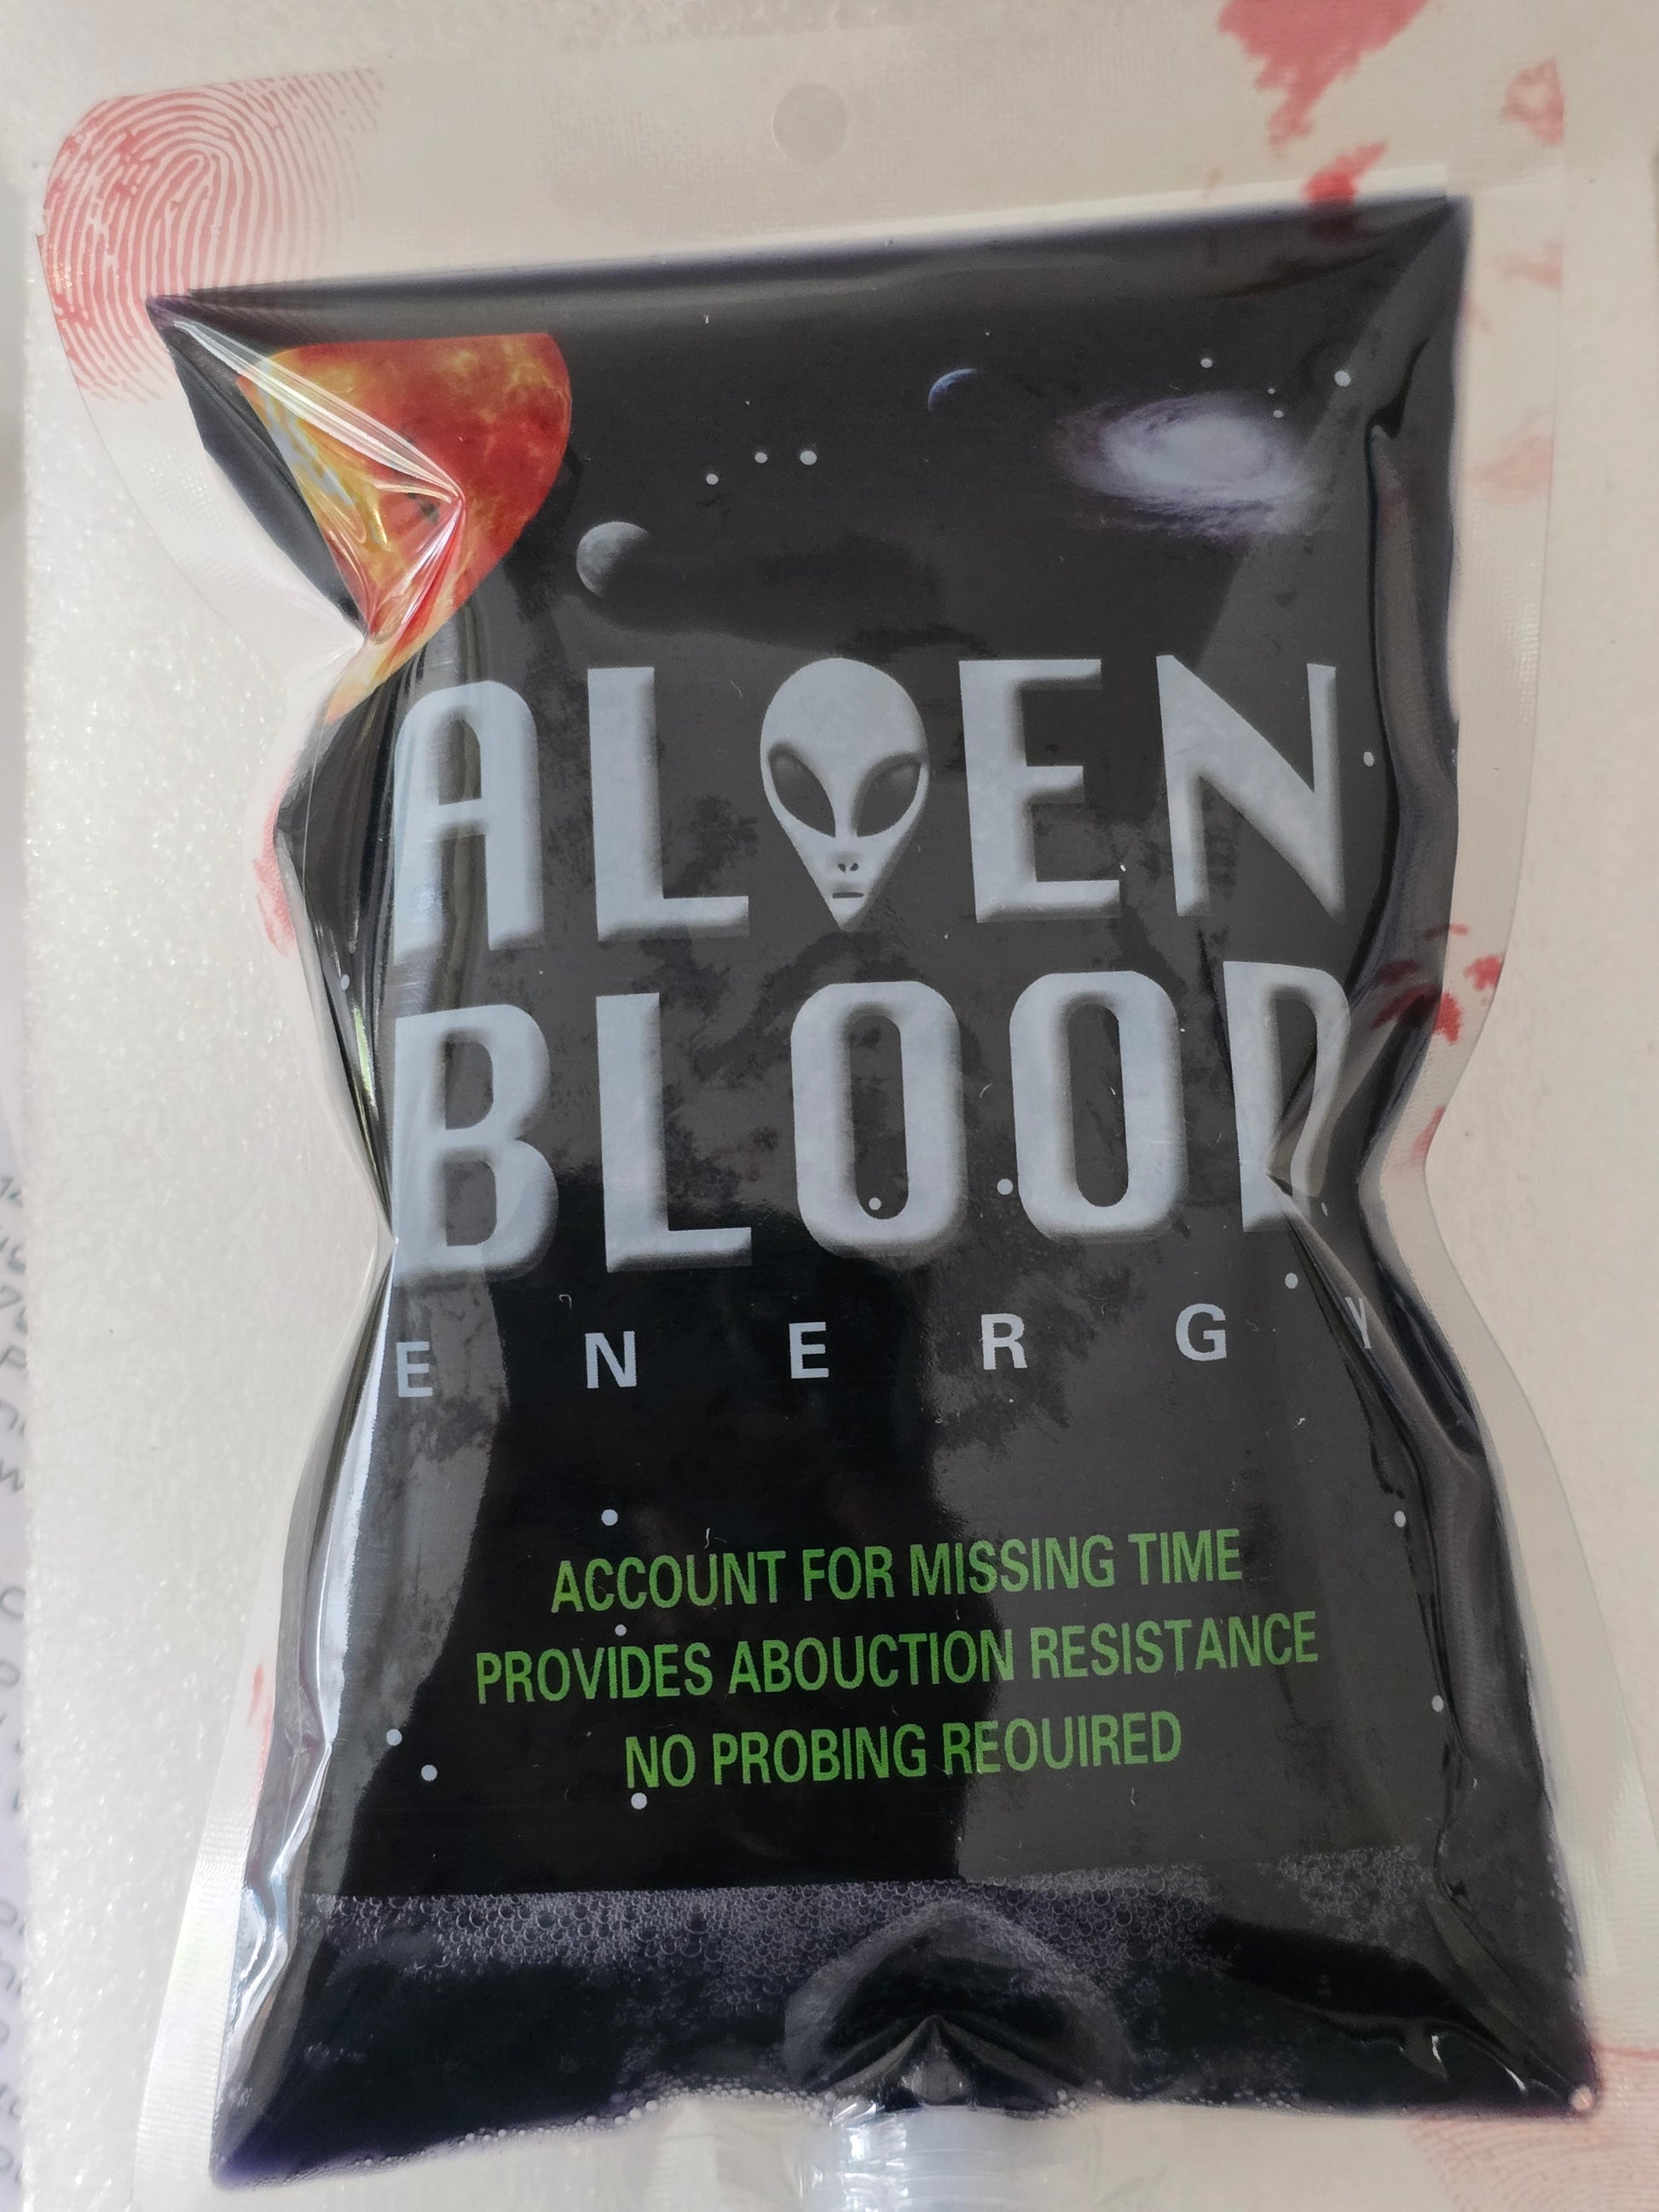 ALIEN
BLOOD
ENERGY
ACCOUNT FOR MISSING TIME
PROVIDES ABOUCTION RESISTANCE
NO PROBING REOUIRED